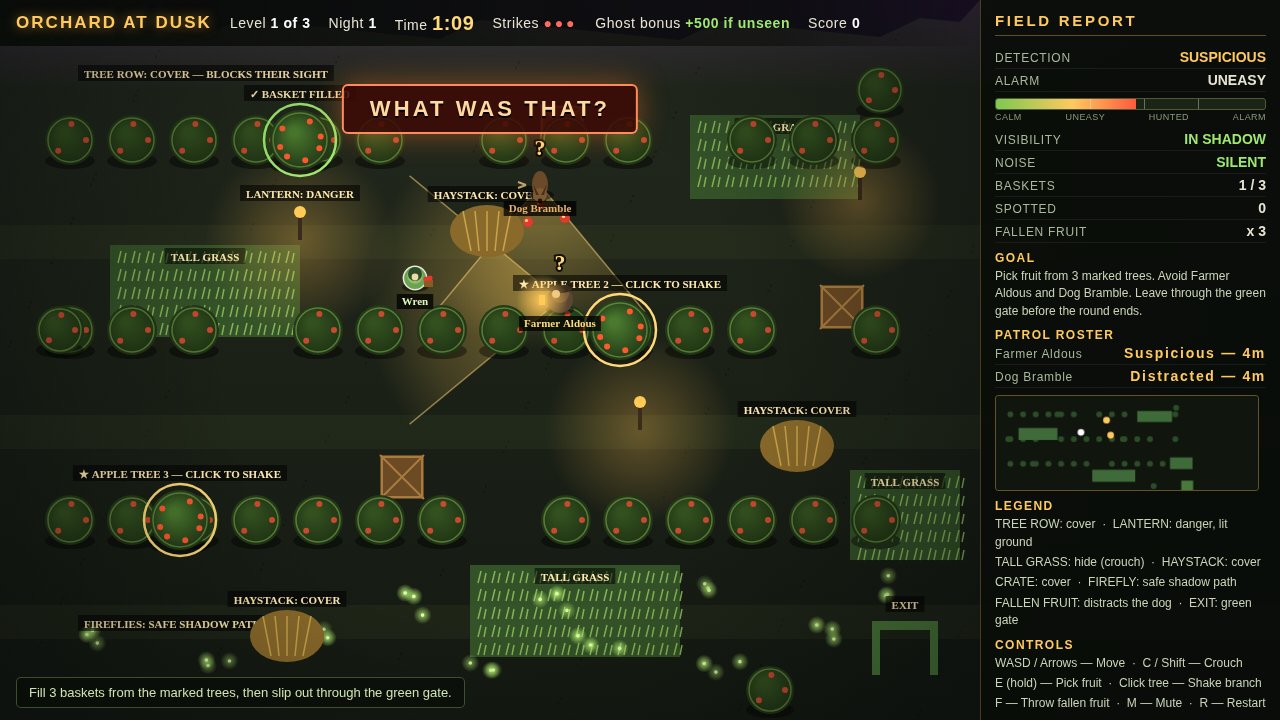 ORCHARD AT DUSK Level 1 of 3 Night 1 Time 1:09 Strikes Ghost bonus +500 if unseen Score 0
TREE ROW: COVER — BLOCKS THEIR SIGHT
✓ BASKET FILLED
WHAT WAS THAT?
?
LANTERN: DANGER
HAYSTACK: COVER
>
Dog Bramble
TALL GRASS
?
★ APPLE TREE 2 — CLICK TO SHAKE
Wren
Farmer Aldous
HAYSTACK: COVER
★ APPLE TREE 3 — CLICK TO SHAKE
TALL GRASS
TALL GRASS
HAYSTACK: COVER
EXIT
FIREFLIES: SAFE SHADOW PATH
Fill 3 baskets from the marked trees, then slip out through the green gate.
FIELD REPORT
DETECTION SUSPICIOUS
ALARM UNEASY
CALM UNEASY HUNTED ALARM
VISIBILITY IN SHADOW
NOISE SILENT
BASKETS 1 / 3
SPOTTED 0
FALLEN FRUIT x 3
GOAL
Pick fruit from 3 marked trees. Avoid Farmer
Aldous and Dog Bramble. Leave through the green
gate before the round ends.
PATROL ROSTER
Farmer Aldous Suspicious — 4m
Dog Bramble Distracted — 4m
LEGEND
TREE ROW: cover · LANTERN: danger, lit
ground
TALL GRASS: hide (crouch) · HAYSTACK: cover
CRATE: cover · FIREFLY: safe shadow path
FALLEN FRUIT: distracts the dog · EXIT: green
gate
CONTROLS
WASD / Arrows — Move · C / Shift — Crouch
E (hold) — Pick fruit · Click tree — Shake branch
F — Throw fallen fruit · M — Mute · R — Restart